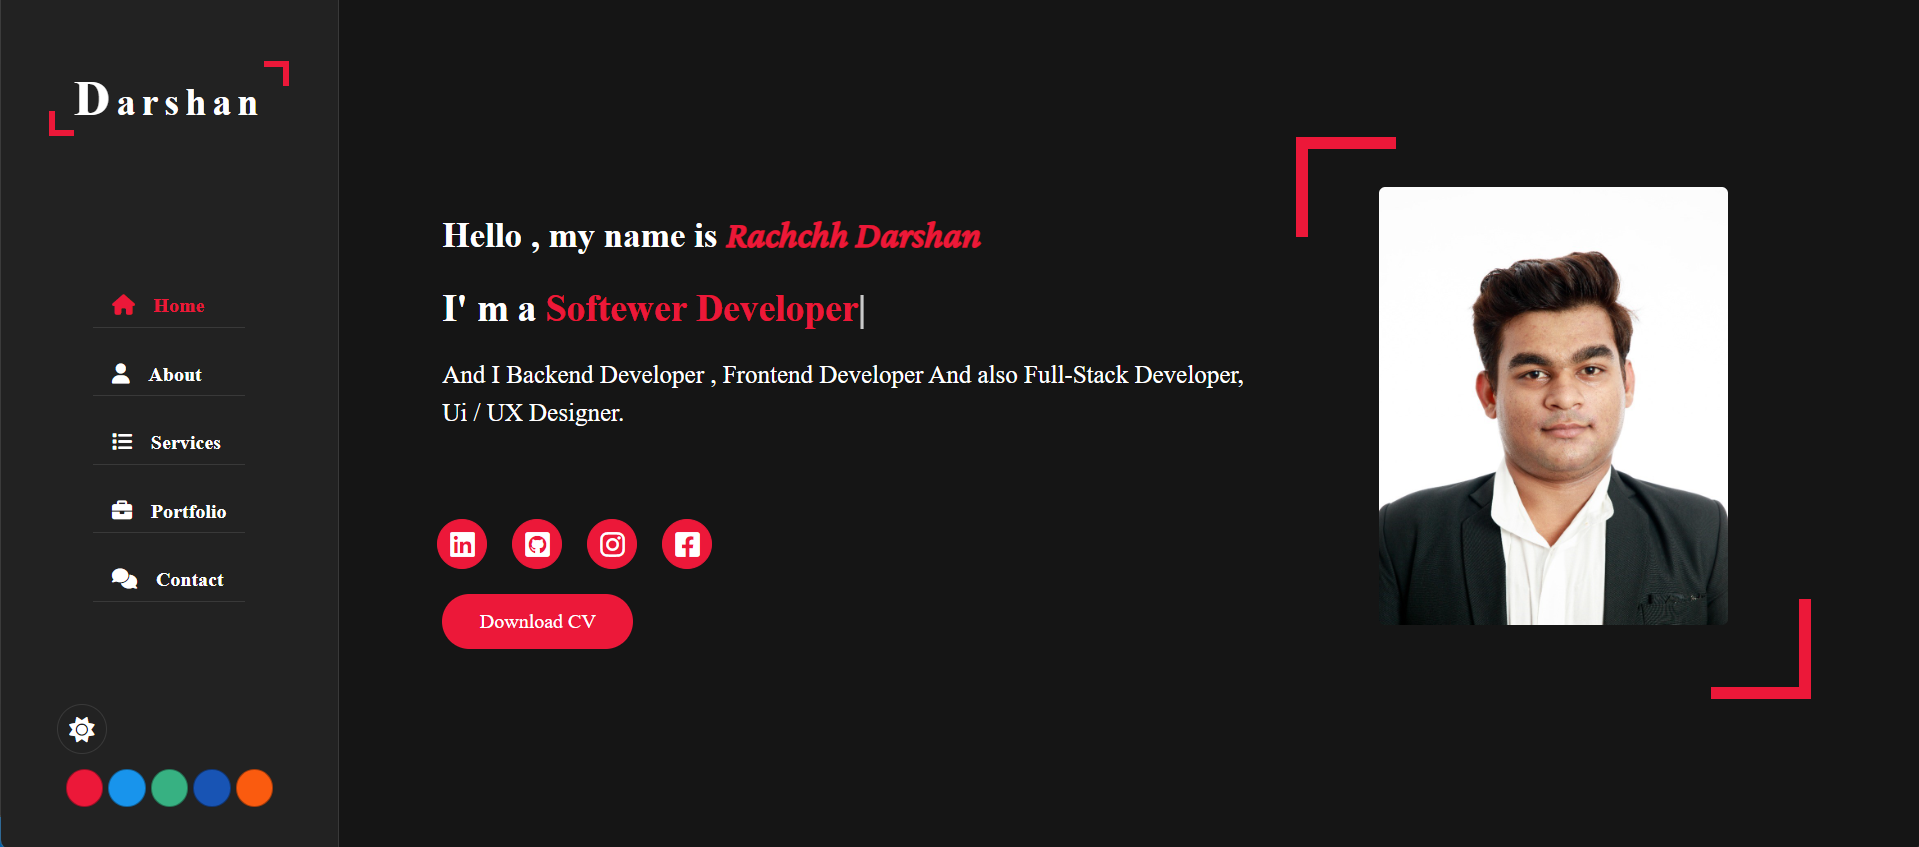 Darshan
Home
About
Services
Portfolio
Contact
Hello , my name is Rachchh Darshan
I' m a Softewer Developer|
And I Backend Developer , Frontend Developer And also Full-Stack Developer,
Ui / UX Designer.
Download CV